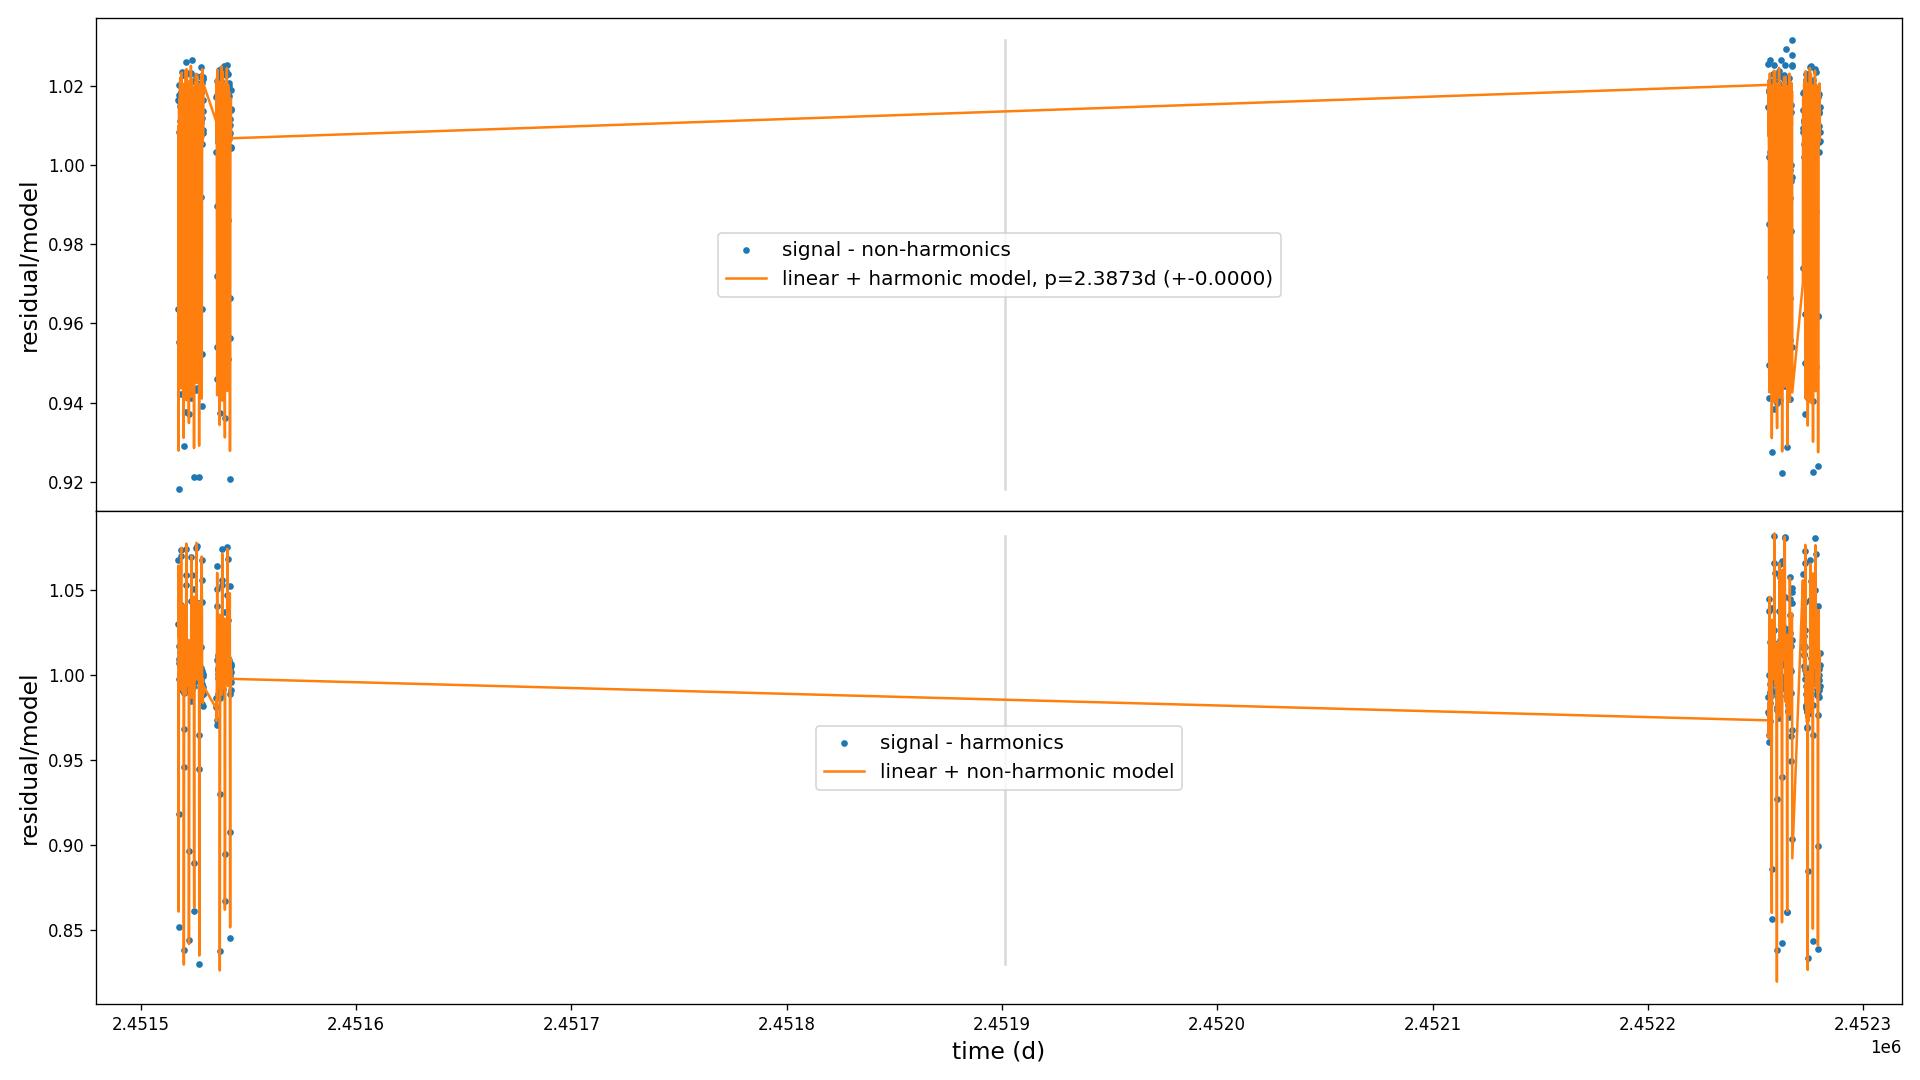 1.02
1.00
0.98
0.96
0.94
0.92
residual/model
signal - non-harmonics
linear + harmonic model, p=2.3873d (+-0.0000)
1.05
1.00
0.95
0.90
0.85
residual/model
signal - harmonics
linear + non-harmonic model
2.4515 2.4516 2.4517 2.4518 2.4519 2.4520 2.4521 2.4522 2.4523
1e6
time (d)